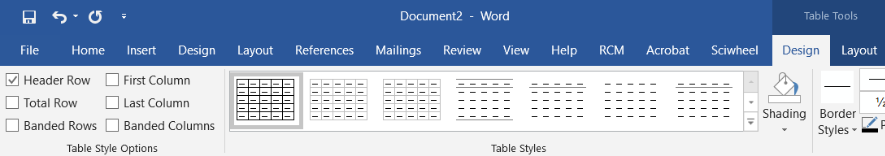 Document2 - Word
Table Tools
File Home Insert Design Layout References Mailings Review View Help RCM Acrobat Sciwheel Design Layout
Header Row First Column
Total Row Last Column
Banded Rows Banded Columns
Shading Border
Styles
½
Table Style Options Table Styles